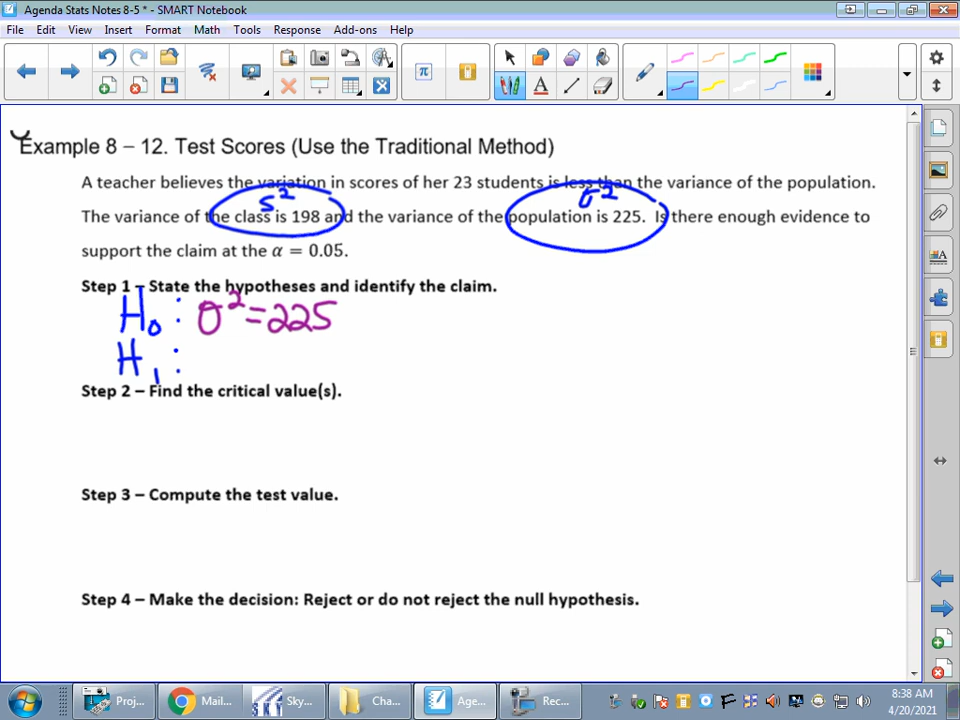 Agenda Stats Notes 8-5 * - SMART Notebook
File Edit View Insert Format Math Tools Response Add-ons Help
Example 8 – 12. Test Scores (Use the Traditional Method)
A teacher believes the variation in scores of her 23 students is less than the variance of the population.
s² σ²
The variance of the class is 198 and the variance of the population is 225. Is there enough evidence to
support the claim at the α = 0.05.
Step 1 – State the hypotheses and identify the claim.
H₀ : σ² = 225
H₁ :
Step 2 – Find the critical value(s).
Step 3 – Compute the test value.
Step 4 – Make the decision: Reject or do not reject the null hypothesis.
Proj... Mail... Sky... Cha... Age... Rec...
8:38 AM
4/20/2021